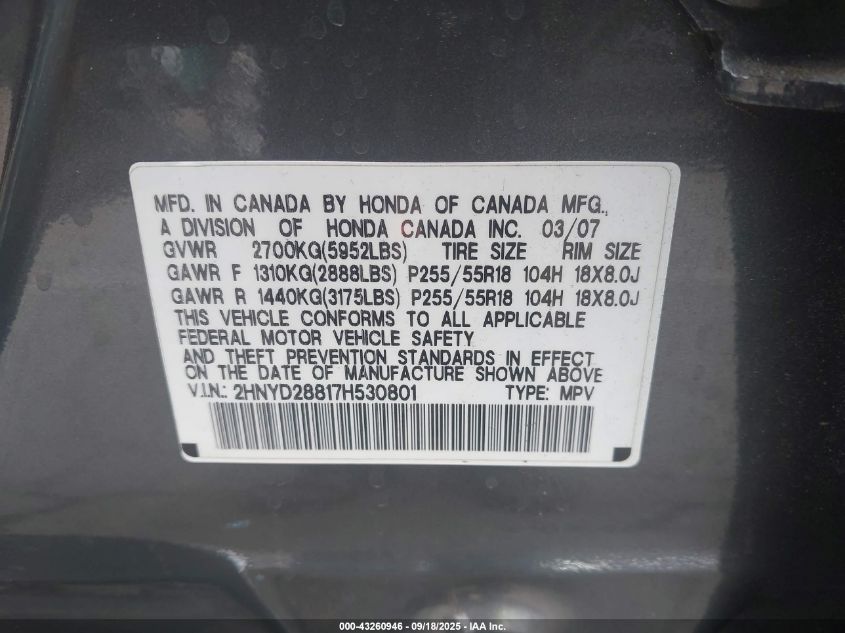 MFD. IN CANADA BY HONDA OF CANADA MFG.,
A DIVISION OF HONDA CANADA INC. 03/07
GVWR 2700KG(5952LBS) TIRE SIZE RIM SIZE
GAWR F 1310KG(2888LBS) P255/55R18 104H 18X8.0J
GAWR R 1440KG(3175LBS) P255/55R18 104H 18X8.0J
THIS VEHICLE CONFORMS TO ALL APPLICABLE
FEDERAL MOTOR VEHICLE SAFETY
AND THEFT PREVENTION STANDARDS IN EFFECT
ON THE DATE OF MANUFACTURE SHOWN ABOVE
V.I.N.: 2HNYD28817H530801 TYPE: MPV
000-43260946 - 09/18/2025 - IAA Inc.